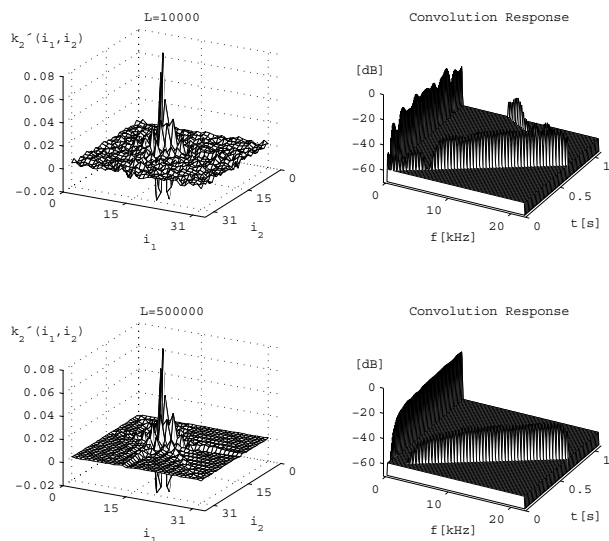 L=10000
k₂´(i₁,i₂)
0.08
0.06
0.04
0.02
0
−0.02
0
15
31
i₁
31
15
0
i₂
Convolution Response
[dB]
0
−20
−40
−60
0
10
20
f[kHz]
0
0.5
1
t[s]
L=500000
k₂´(i₁,i₂)
0.08
0.06
0.04
0.02
0
−0.02
0
15
31
i₁
31
15
0
i₂
Convolution Response
[dB]
0
−20
−40
−60
0
10
20
f[kHz]
0
0.5
1
t[s]